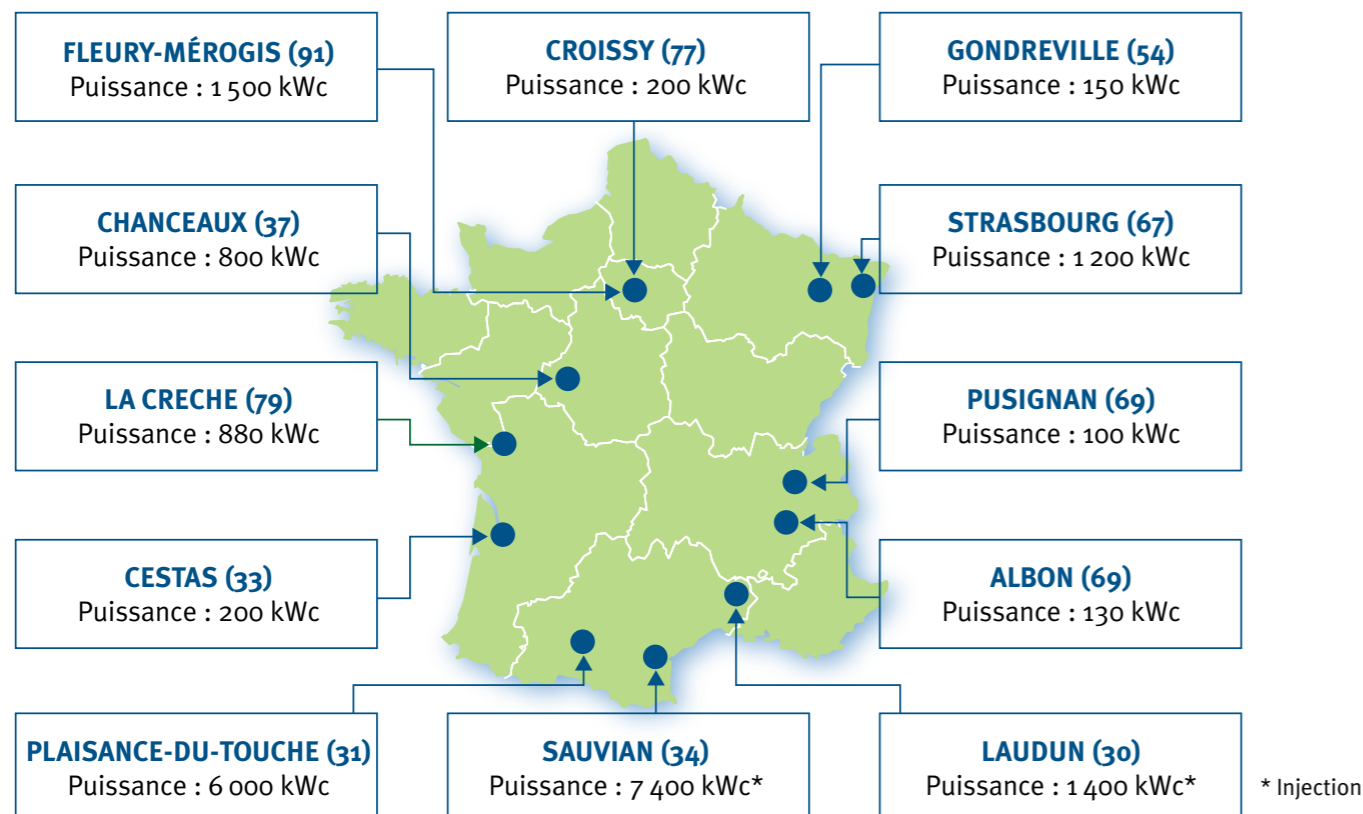 FLEURY-MÉROGIS (91)
Puissance : 1 500 kWc
CROISSY (77)
Puissance : 200 kWc
GONDREVILLE (54)
Puissance : 150 kWc
CHANCEAUX (37)
Puissance : 800 kWc
STRASBOURG (67)
Puissance : 1 200 kWc
LA CRECHE (79)
Puissance : 880 kWc
PUSIGNAN (69)
Puissance : 100 kWc
CESTAS (33)
Puissance : 200 kWc
ALBON (69)
Puissance : 130 kWc
PLAISANCE-DU-TOUCHE (31)
Puissance : 6 000 kWc
SAUVIAN (34)
Puissance : 7 400 kWc*
LAUDUN (30)
Puissance : 1 400 kWc*
* Injection